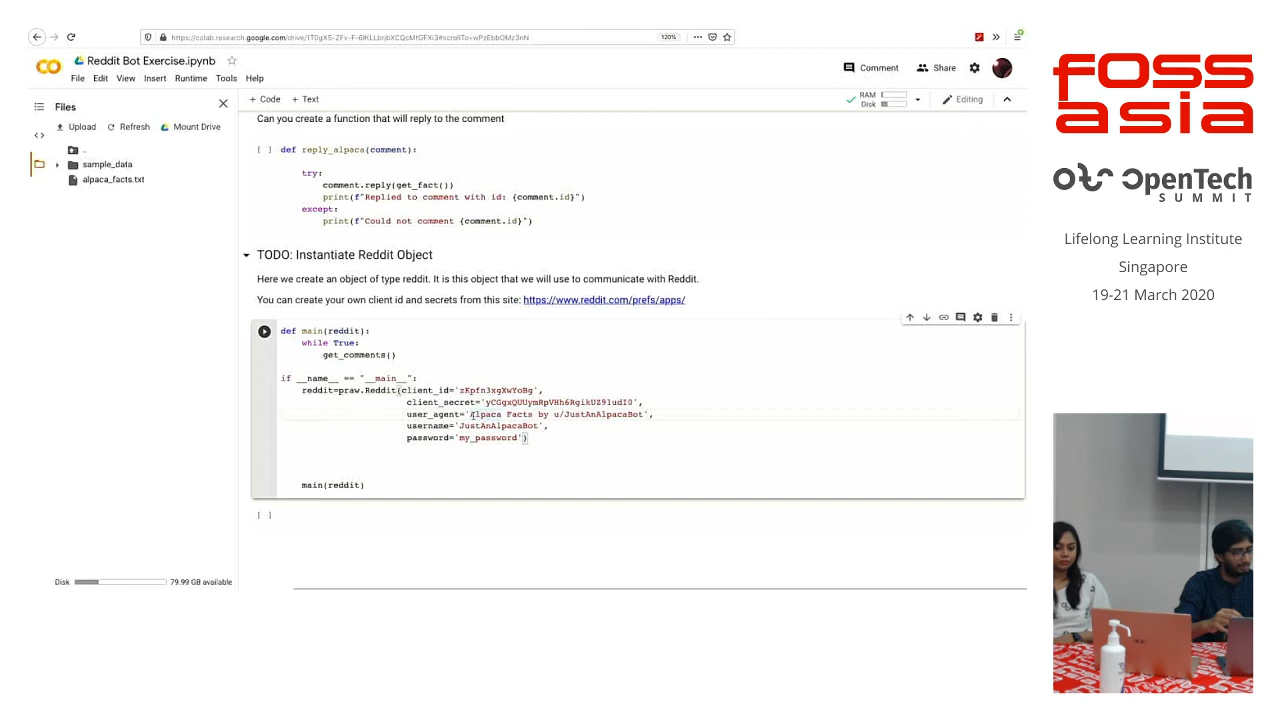 Reddit Bot Exercise.ipynb
File Edit View Insert Runtime Tools Help
Comment Share
120%
Files
Upload Refresh Mount Drive
..
sample_data
alpaca_facts.txt
Disk 79.99 GB available
+ Code + Text
RAM
Disk
Editing
Can you create a function that will reply to the comment
[ ] def reply_alpaca(comment):
try:
comment.reply(get_fact())
print(f"Replied to comment with id: {comment.id}")
except:
print(f"Could not comment {comment.id}")
TODO: Instantiate Reddit Object
Here we create an object of type reddit. It is this object that we will use to communicate with Reddit.
You can create your own client id and secrets from this site: https://www.reddit.com/prefs/apps/
def main(reddit):
while True:
get_comments()
if __name__ == "__main__":
reddit=praw.Reddit(client_id='zKpfn3xgXwYoBg',
client_secret='yCGgxQUUymRpVHh6RgikUZ9ludI0',
user_agent='Alpaca Facts by u/JustAnAlpacaBot',
username='JustAnAlpacaBot',
password='my_password')
main(reddit)
[ ]
FOSS
asia
OpenTech
SUMMIT
Lifelong Learning Institute
Singapore
19-21 March 2020